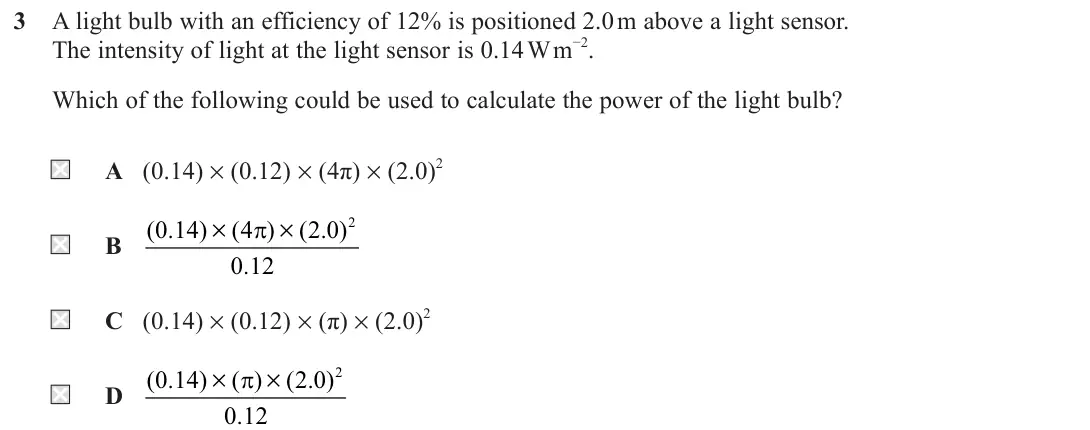 3 A light bulb with an efficiency of 12% is positioned 2.0 m above a light sensor.
The intensity of light at the light sensor is 0.14 W m⁻².
Which of the following could be used to calculate the power of the light bulb?
A (0.14) × (0.12) × (4π) × (2.0)²
B (0.14) × (4π) × (2.0)²
0.12
C (0.14) × (0.12) × (π) × (2.0)²
D (0.14) × (π) × (2.0)²
0.12